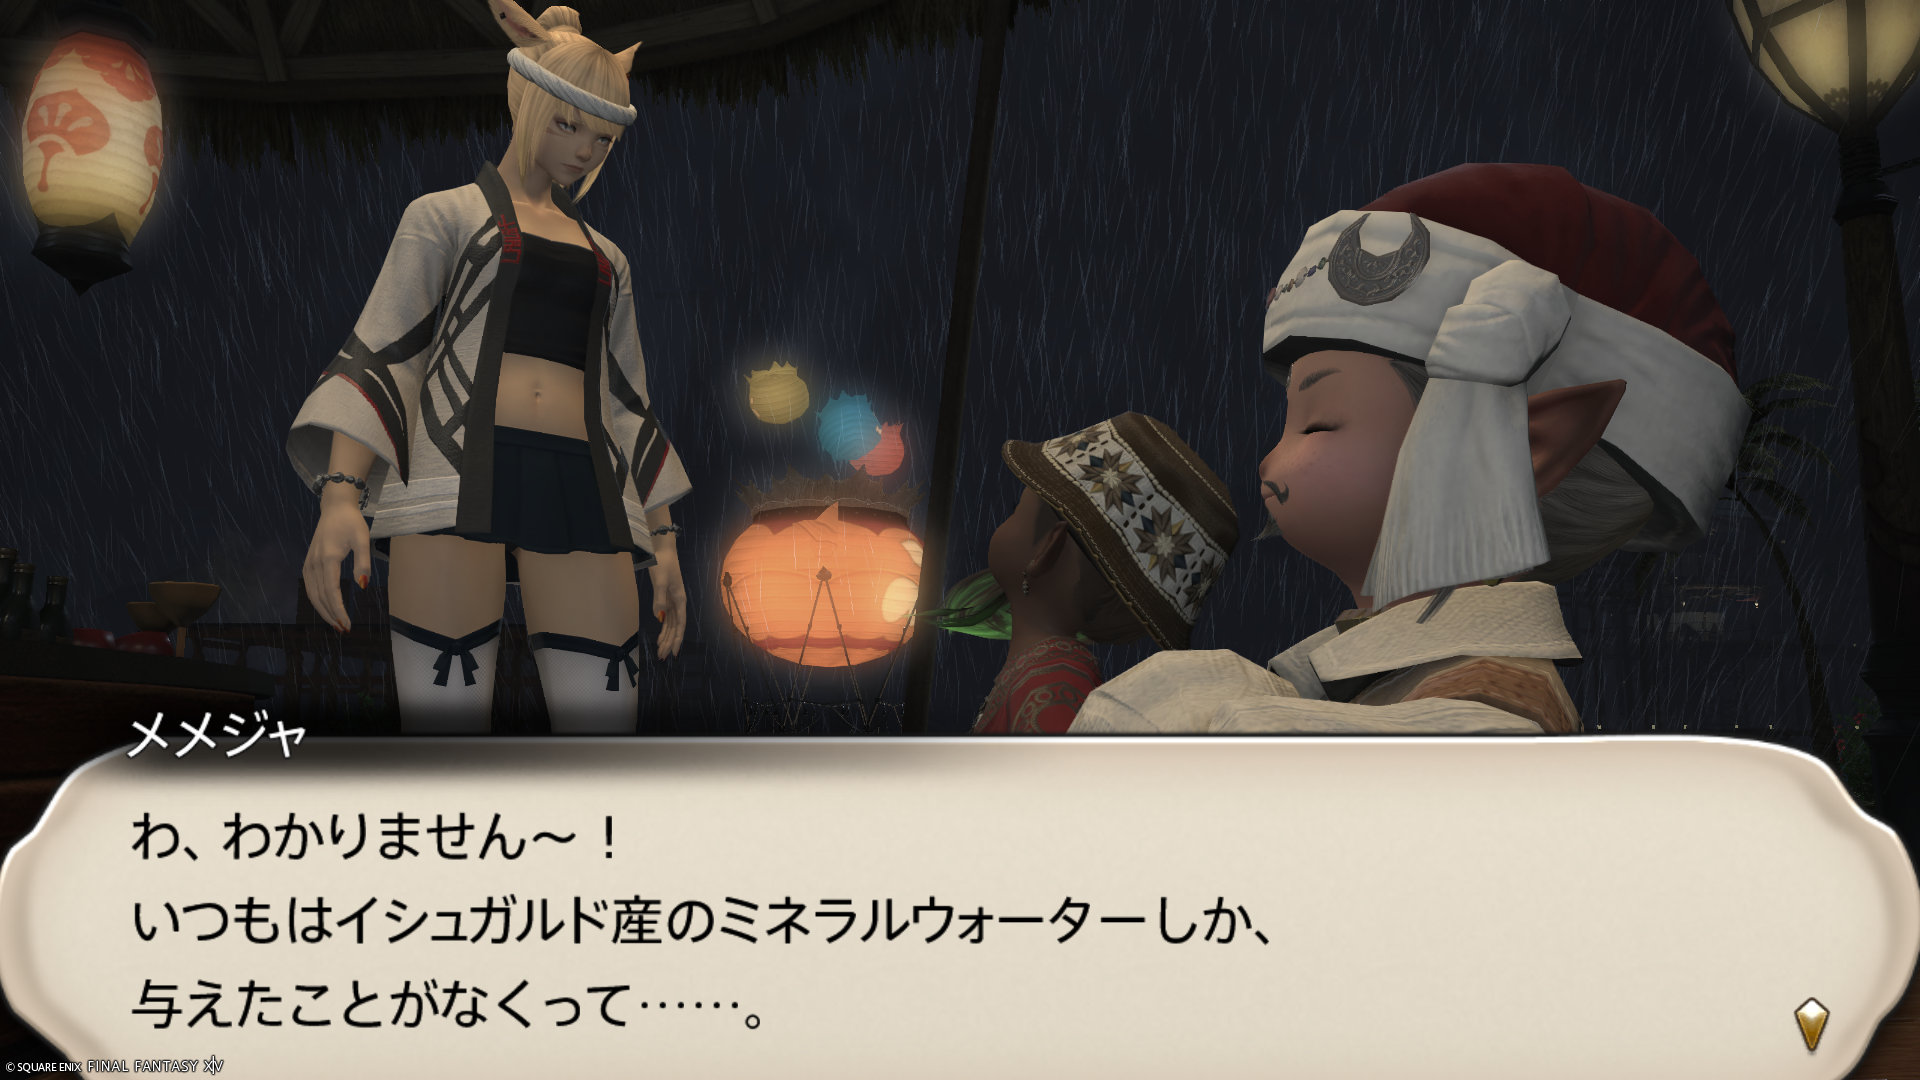 メメジャ
わ、わかりません～！
いつもはイシュガルド産のミネラルウォーターしか、
与えたことがなくって……。
© SQUARE ENIX FINAL FANTASY XIV